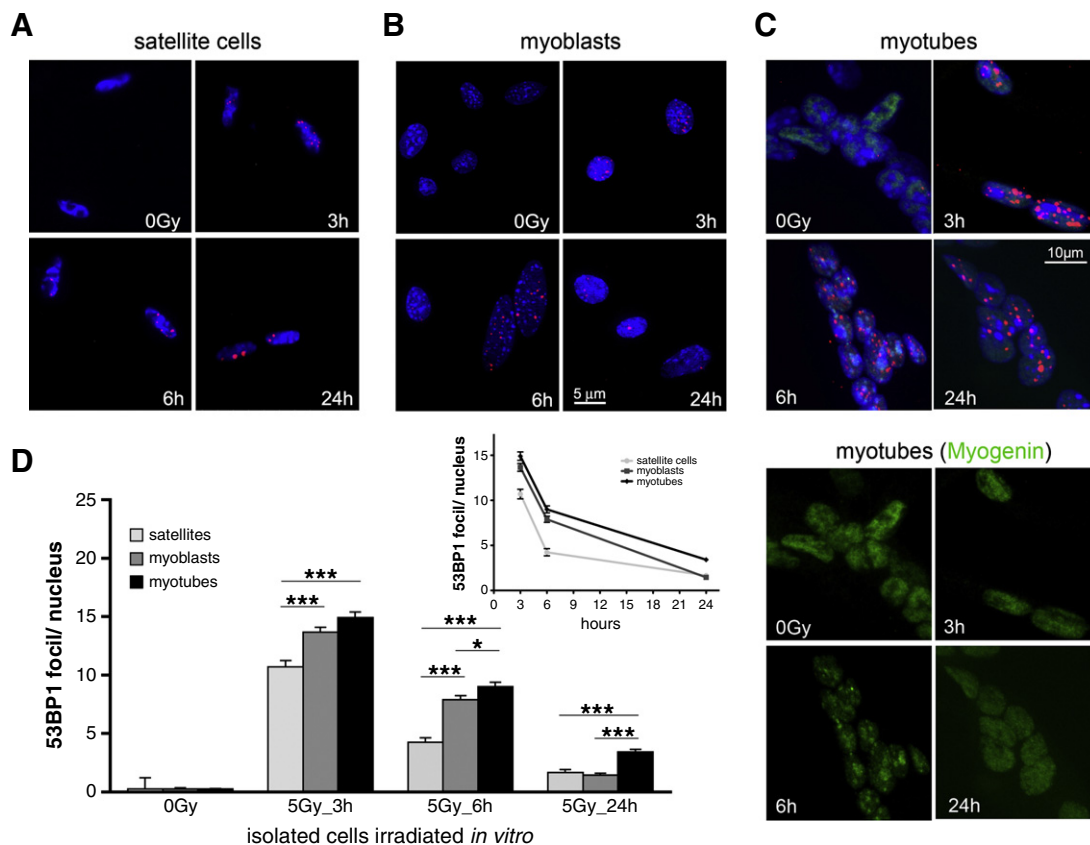 A
satellite cells
0Gy
3h
6h
24h
B
myoblasts
0Gy
3h
6h
5 µm
24h
C
myotubes
0Gy
3h
10µm
6h
24h
myotubes (Myogenin)
0Gy
3h
6h
24h
D
53BP1 focil/ nucleus
25
20
15
10
5
0
satellites
myoblasts
myotubes
***
***
***
*
***
***
***
0Gy
5Gy_3h
5Gy_6h
5Gy_24h
isolated cells irradiated in vitro
53BP1 focil/ nucleus
15
10
5
0
satellite cells
myoblasts
myotubes
0 3 6 9 12 15 18 21 24
hours